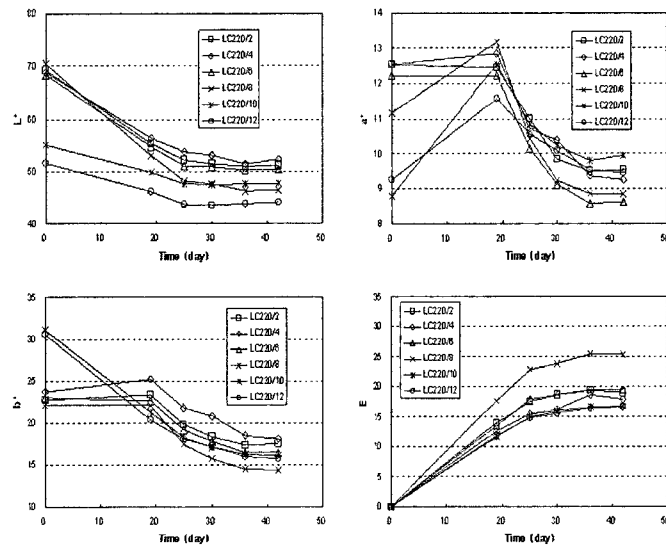 80
70
60
50
40
L*
LC220/2
LC220/4
LC220/6
LC220/8
LC220/10
LC220/12
0 10 20 30 40 50
Time (day)
14
13
12
11
10
9
8
a*
LC220/2
LC220/4
LC220/6
LC220/8
LC220/10
LC220/12
0 10 20 30 40 50
Time (day)
35
30
25
20
15
10
b*
LC220/2
LC220/4
LC220/6
LC220/8
LC220/10
LC220/12
0 10 20 30 40 50
Time (day)
35
30
25
20
15
10
5
0
E
LC220/2
LC220/4
LC220/6
LC220/8
LC220/10
LC220/12
0 10 20 30 40 50
Time (day)